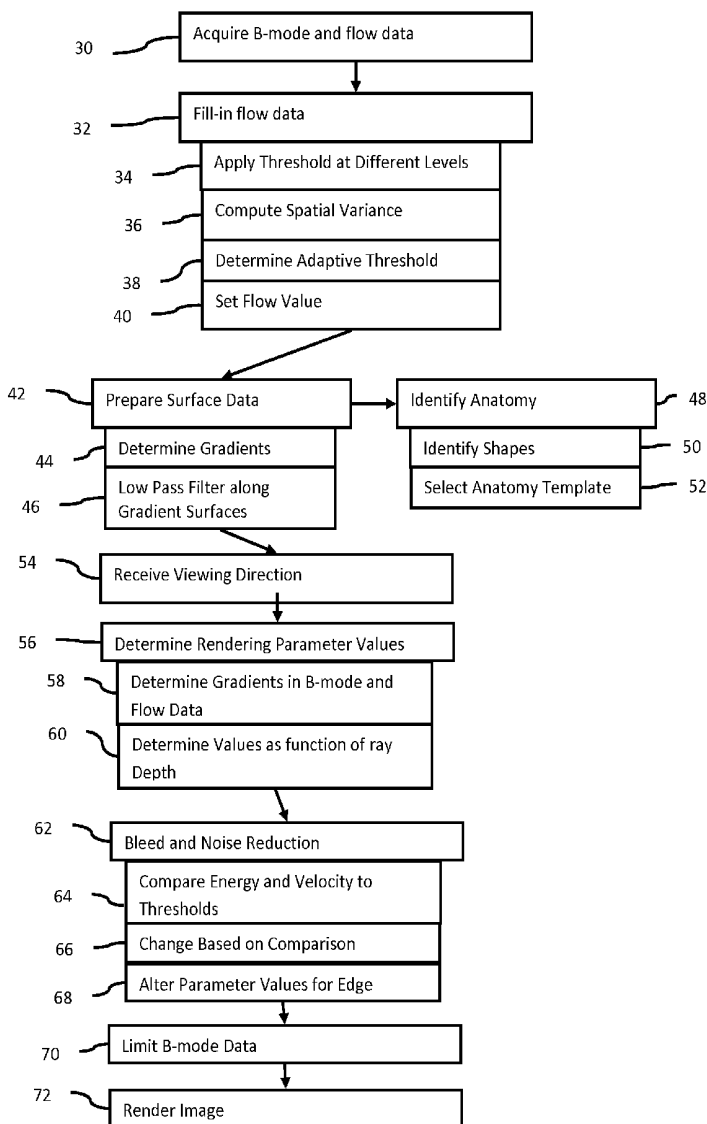 30
Acquire B-mode and flow data
32
Fill-in flow data
34
Apply Threshold at Different Levels
36
Compute Spatial Variance
38
Determine Adaptive Threshold
40
Set Flow Value
42
Prepare Surface Data
Identify Anatomy
48
44
Determine Gradients
Identify Shapes
50
46
Low Pass Filter along
Gradient Surfaces
Select Anatomy Template
52
54
Receive Viewing Direction
56
Determine Rendering Parameter Values
58
Determine Gradients in B-mode and
Flow Data
60
Determine Values as function of ray
Depth
62
Bleed and Noise Reduction
64
Compare Energy and Velocity to
Thresholds
66
Change Based on Comparison
68
Alter Parameter Values for Edge
70
Limit B-mode Data
72
Render Image